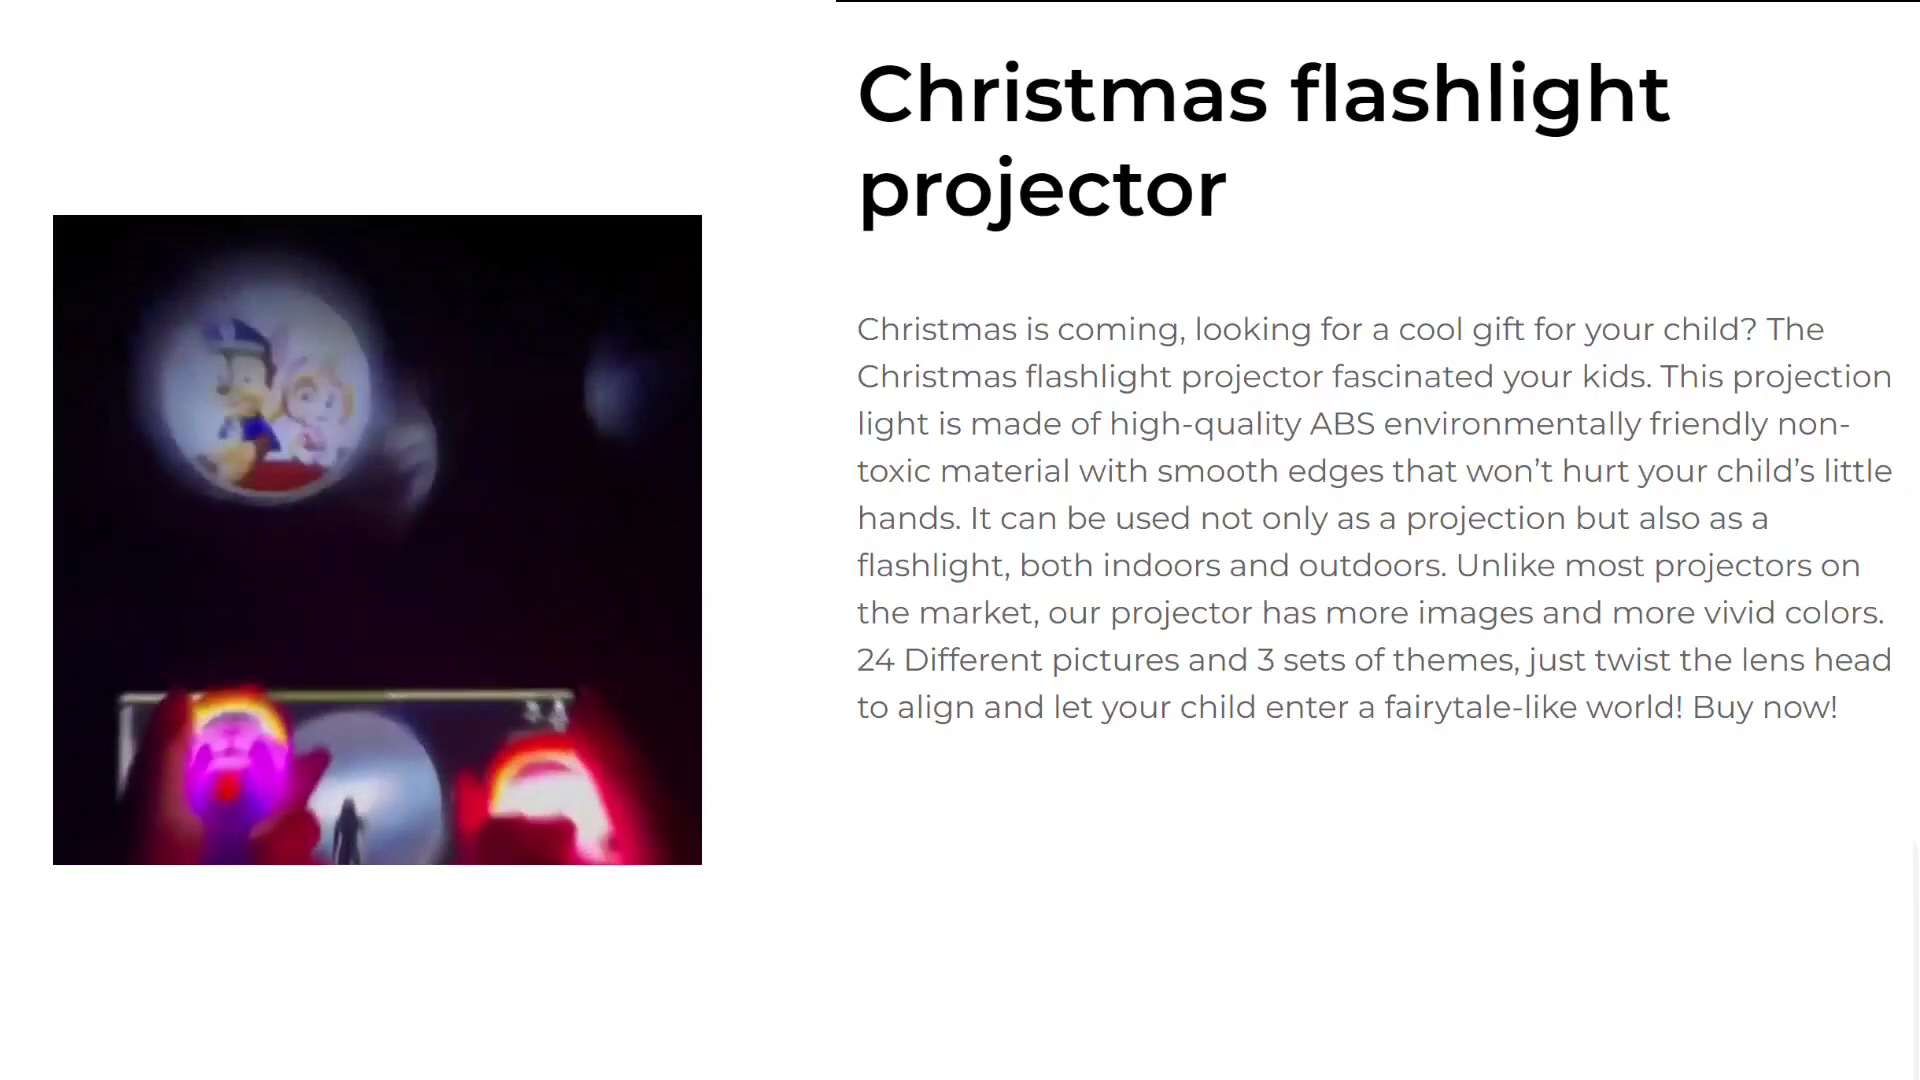 Christmas flashlight
projector
Christmas is coming, looking for a cool gift for your child? The
Christmas flashlight projector fascinated your kids. This projection
light is made of high-quality ABS environmentally friendly non-
toxic material with smooth edges that won’t hurt your child’s little
hands. It can be used not only as a projection but also as a
flashlight, both indoors and outdoors. Unlike most projectors on
the market, our projector has more images and more vivid colors.
24 Different pictures and 3 sets of themes, just twist the lens head
to align and let your child enter a fairytale-like world! Buy now!